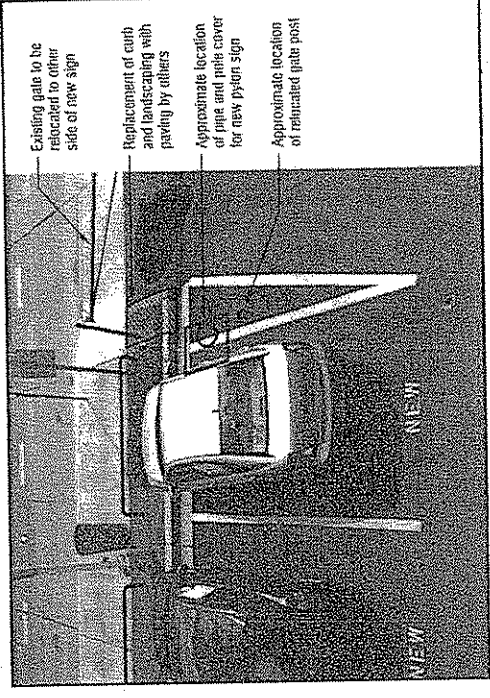 Existing gate to be
relocated to other
side of new sign
Replacement of curb
and landscaping with
paving by others
Approximate location
of pipe and pole cover
for new pylon sign
Approximate location
of relocated gate post
NEW
NEW